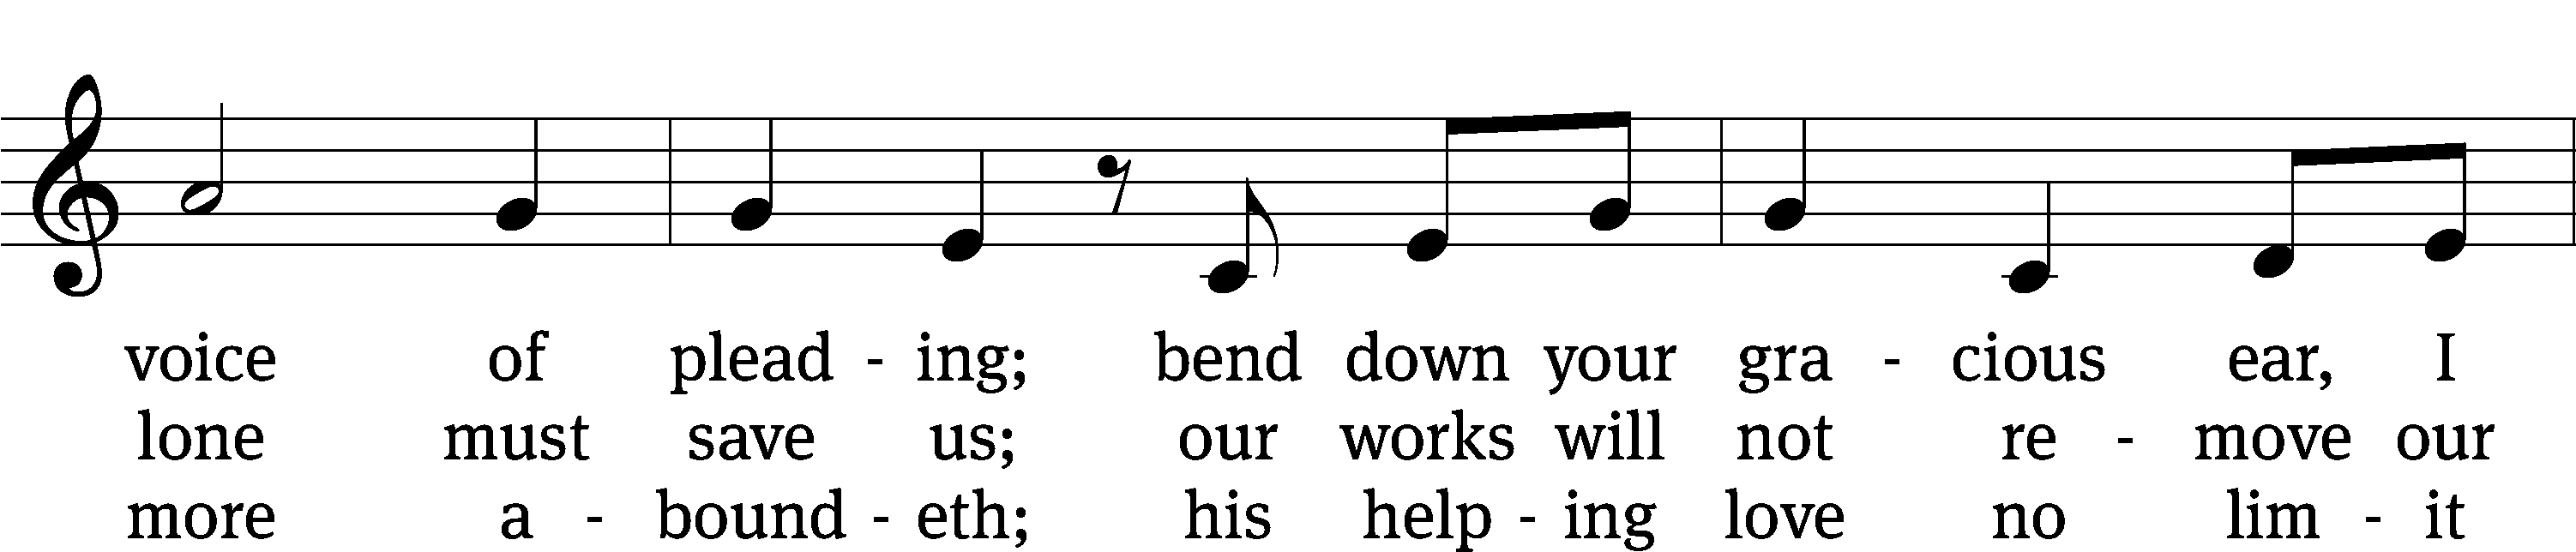 voice of plead - ing; bend down your gra - cious ear, I
lone must save us; our works will not re - move our
more a - bound - eth; his help - ing love no lim - it